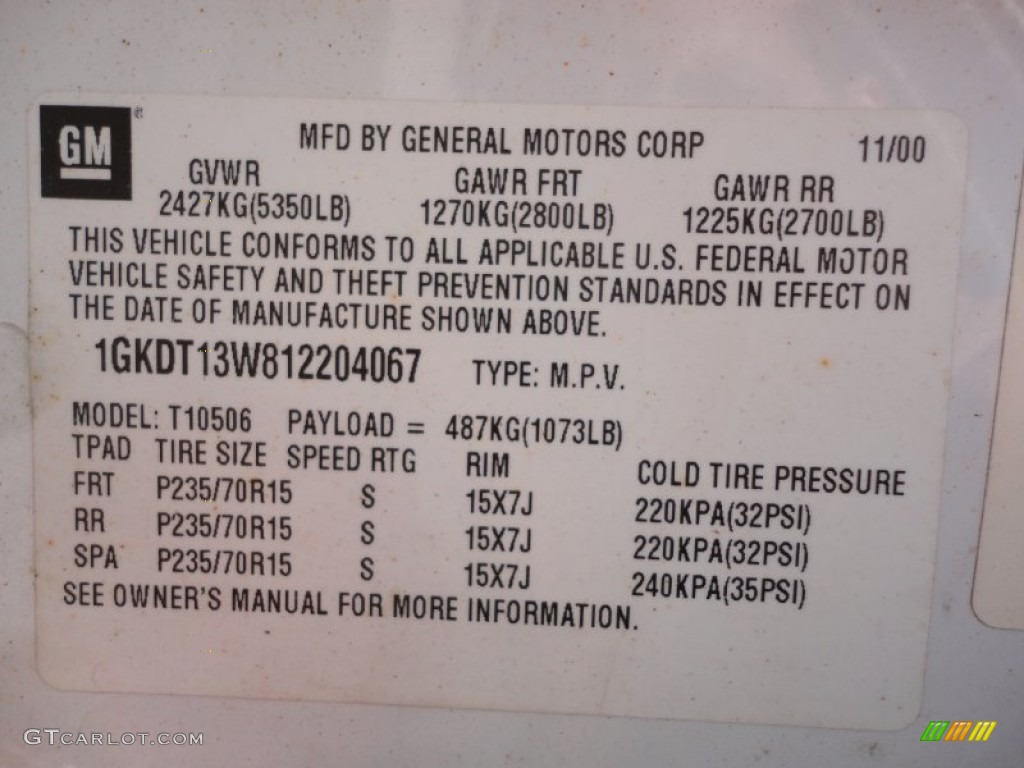 GM ® MFD BY GENERAL MOTORS CORP 11/00
GVWR GAWR FRT GAWR RR
2427KG(5350LB) 1270KG(2800LB) 1225KG(2700LB)
THIS VEHICLE CONFORMS TO ALL APPLICABLE U.S. FEDERAL MOTOR
VEHICLE SAFETY AND THEFT PREVENTION STANDARDS IN EFFECT ON
THE DATE OF MANUFACTURE SHOWN ABOVE.
1GKDT13W812204067 TYPE: M.P.V.
MODEL: T10506 PAYLOAD = 487KG(1073LB)
TPAD TIRE SIZE SPEED RTG RIM COLD TIRE PRESSURE
FRT P235/70R15 S 15X7J 220KPA(32PSI)
RR P235/70R15 S 15X7J 220KPA(32PSI)
SPA P235/70R15 S 15X7J 240KPA(35PSI)
SEE OWNER'S MANUAL FOR MORE INFORMATION.
GTCARLOT.COM